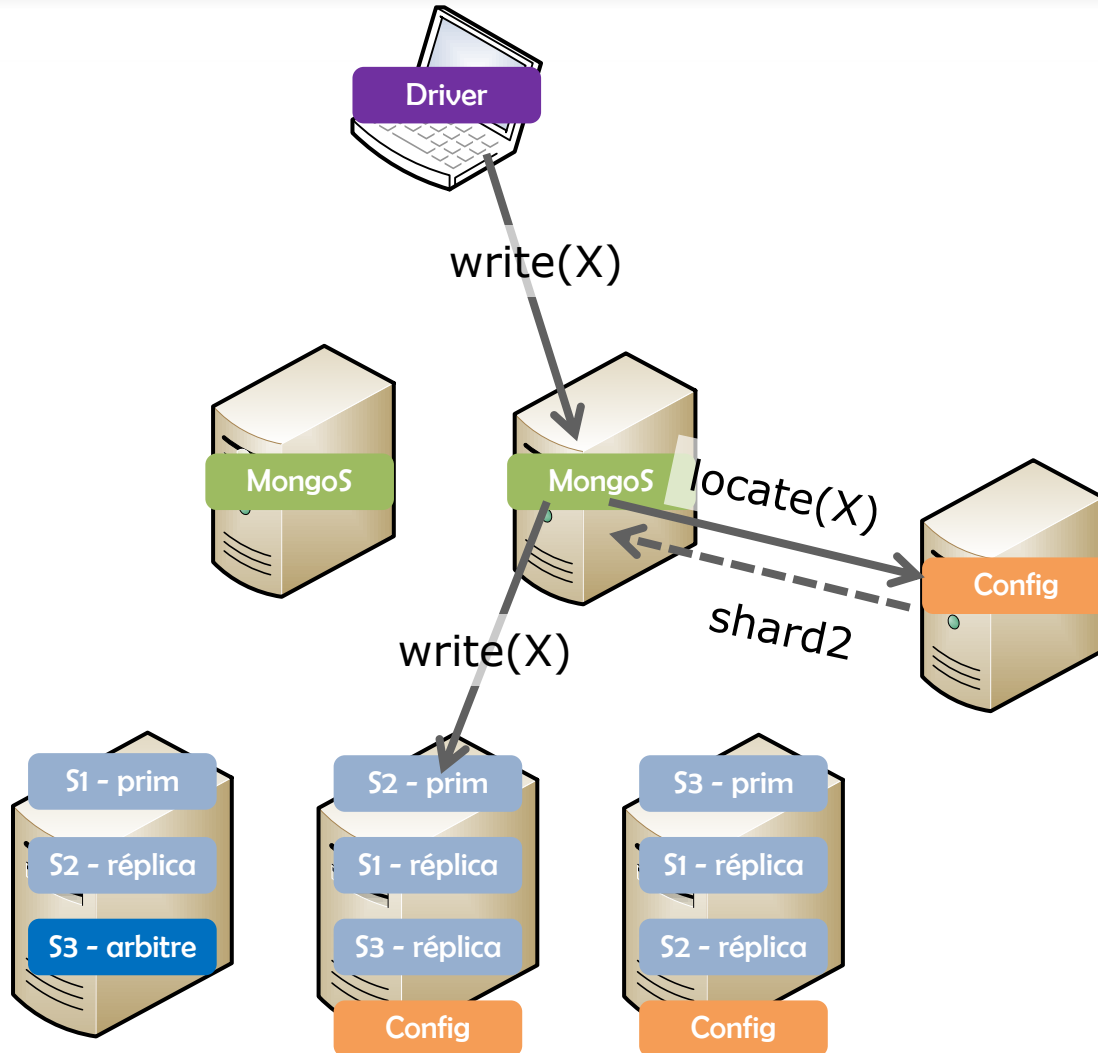 Driver
write(X)
MongoS
MongoS
locate(X)
Config
shard2
write(X)
S1 - prim
S2 - réplica
S3 - arbitre
S2 - prim
S1 - réplica
S3 - réplica
Config
S3 - prim
S1 - réplica
S2 - réplica
Config